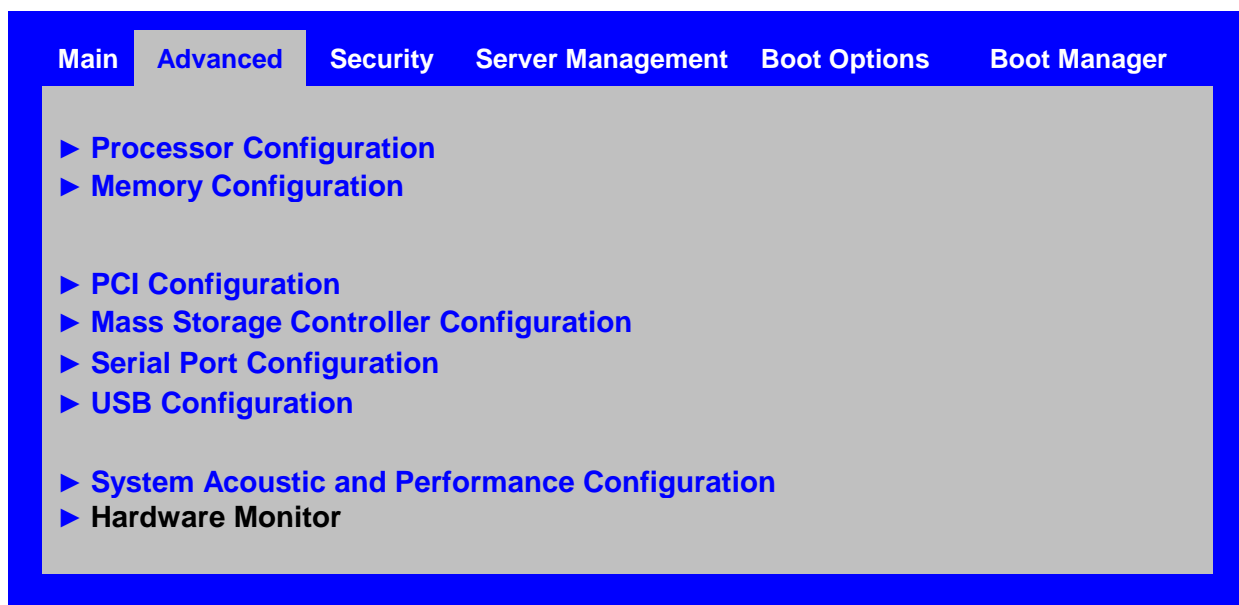 Main Advanced Security Server Management Boot Options Boot Manager
► Processor Configuration
► Memory Configuration
► PCI Configuration
► Mass Storage Controller Configuration
► Serial Port Configuration
► USB Configuration
► System Acoustic and Performance Configuration
► Hardware Monitor